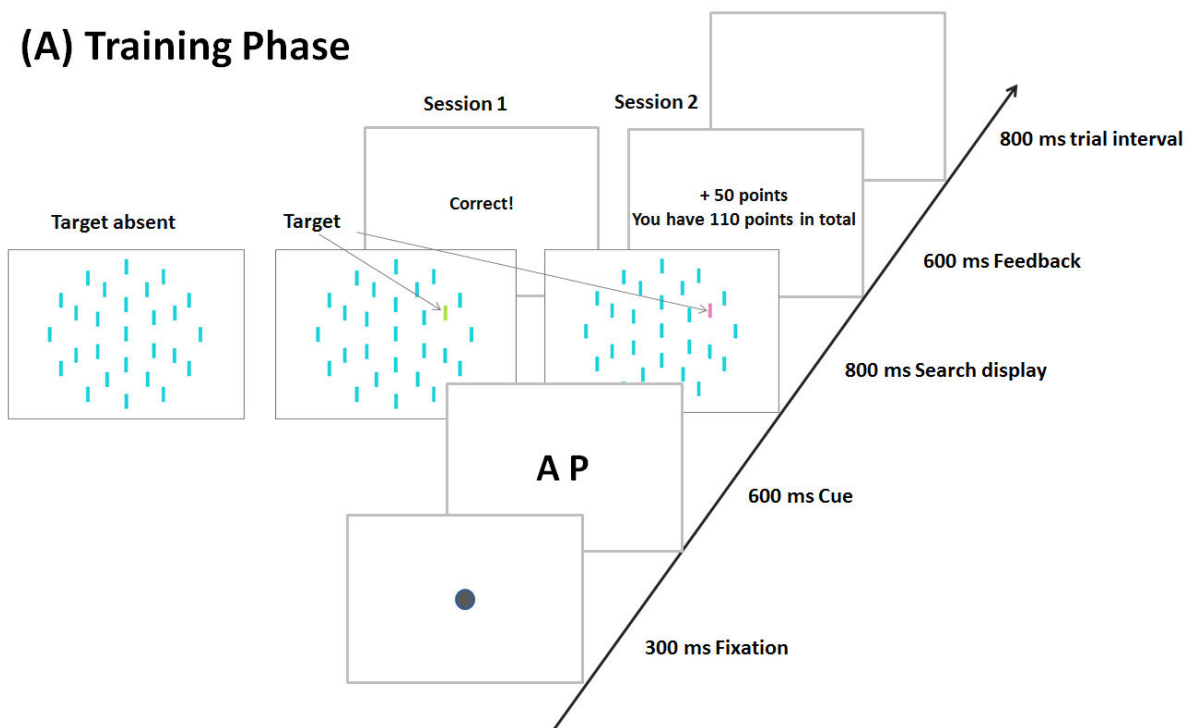 (A) Training Phase
Session 1
Session 2
800 ms trial interval
Correct!
+ 50 points
You have 110 points in total
Target absent
Target
600 ms Feedback
800 ms Search display
A P
600 ms Cue
300 ms Fixation